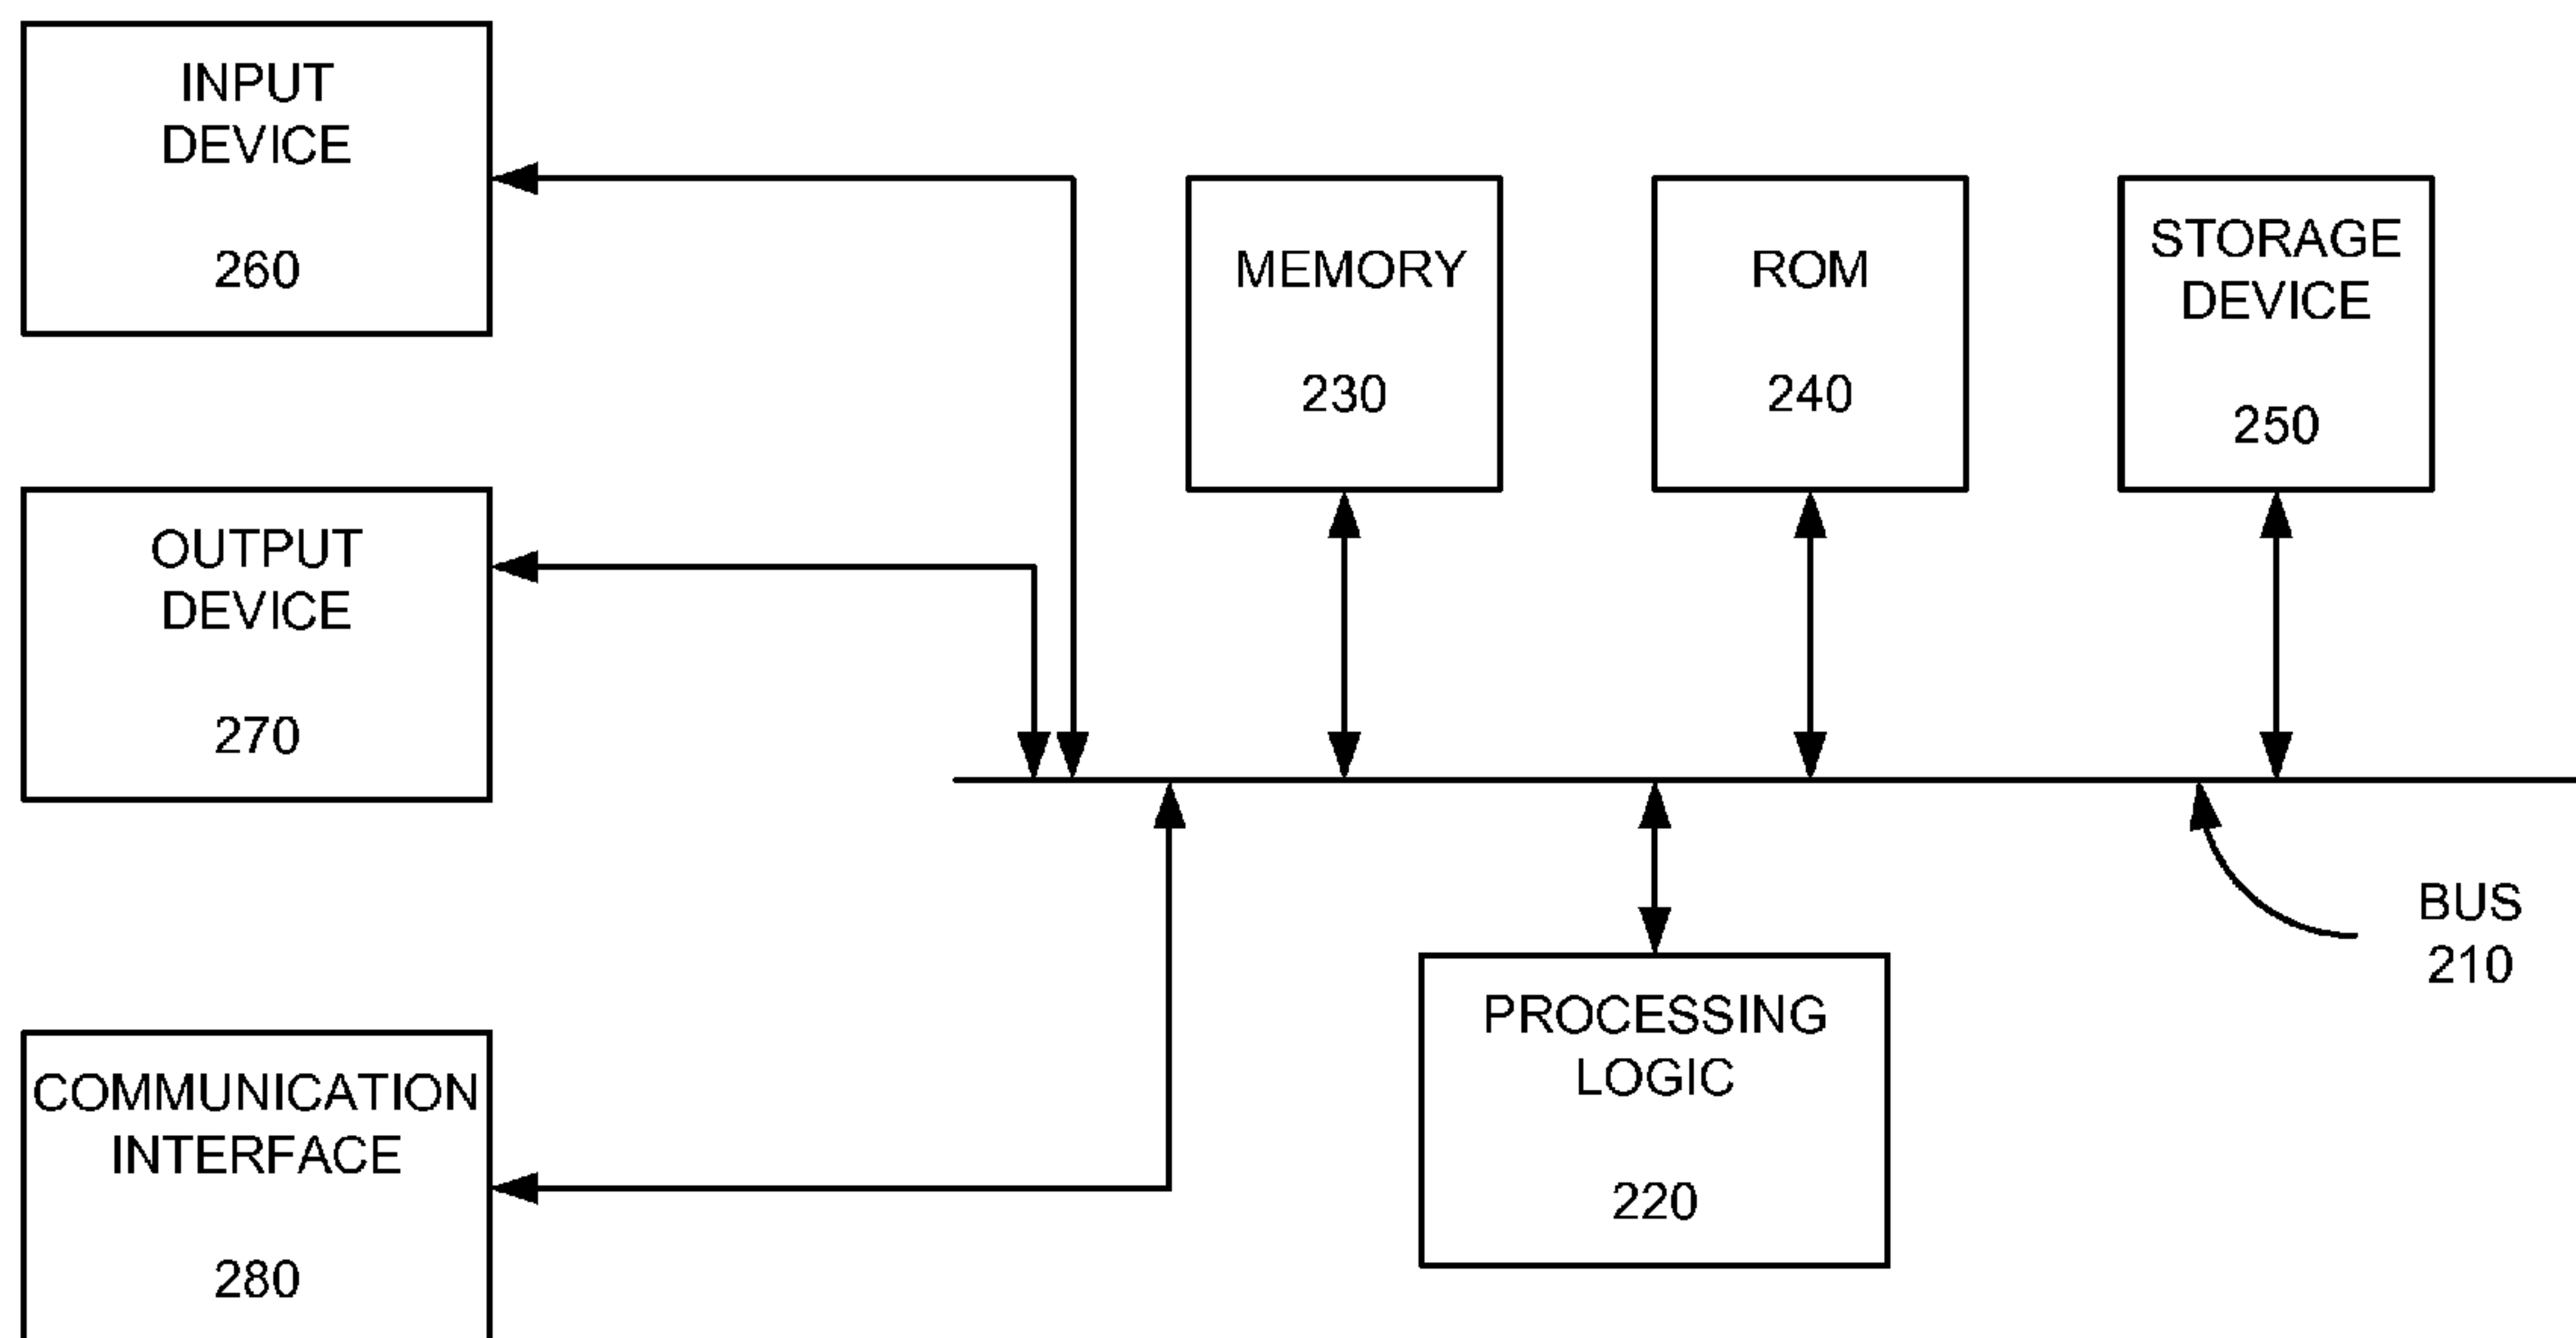 INPUT
DEVICE
260
MEMORY
230
ROM
240
STORAGE
DEVICE
250
OUTPUT
DEVICE
270
BUS
210
PROCESSING
LOGIC
220
COMMUNICATION
INTERFACE
280